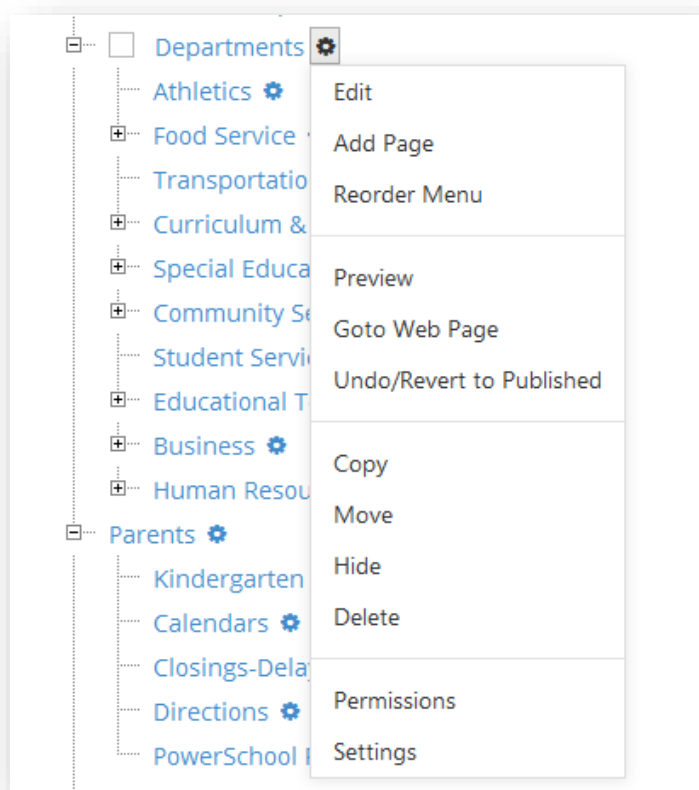 Departments
Athletics
Food Service
Transportatio
Curriculum &
Special Educa
Community Se
Student Servi
Educational T
Business
Human Resou
Parents
Kindergarten
Calendars
Closings-Delay
Directions
PowerSchool
Edit
Add Page
Reorder Menu
Preview
Goto Web Page
Undo/Revert to Published
Copy
Move
Hide
Delete
Permissions
Settings